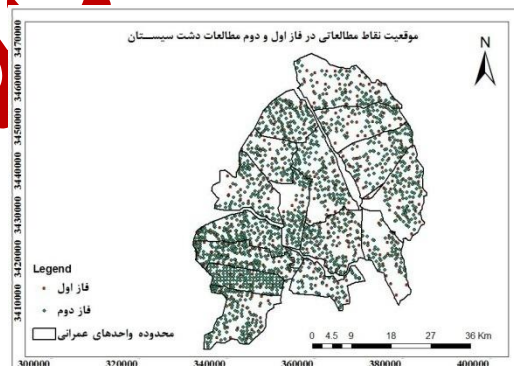 موقعیت نقاط مطالعاتی در فاز اول و دوم مطالعات دشت سیســتان
N
3470000
3460000
3450000
3440000
3430000
3420000
3410000
Legend
فاز اول
فاز دوم
محدوده واحدهای عمرانی
0 4.5 9 18 27 36 Km
300000 320000 340000 360000 380000 400000